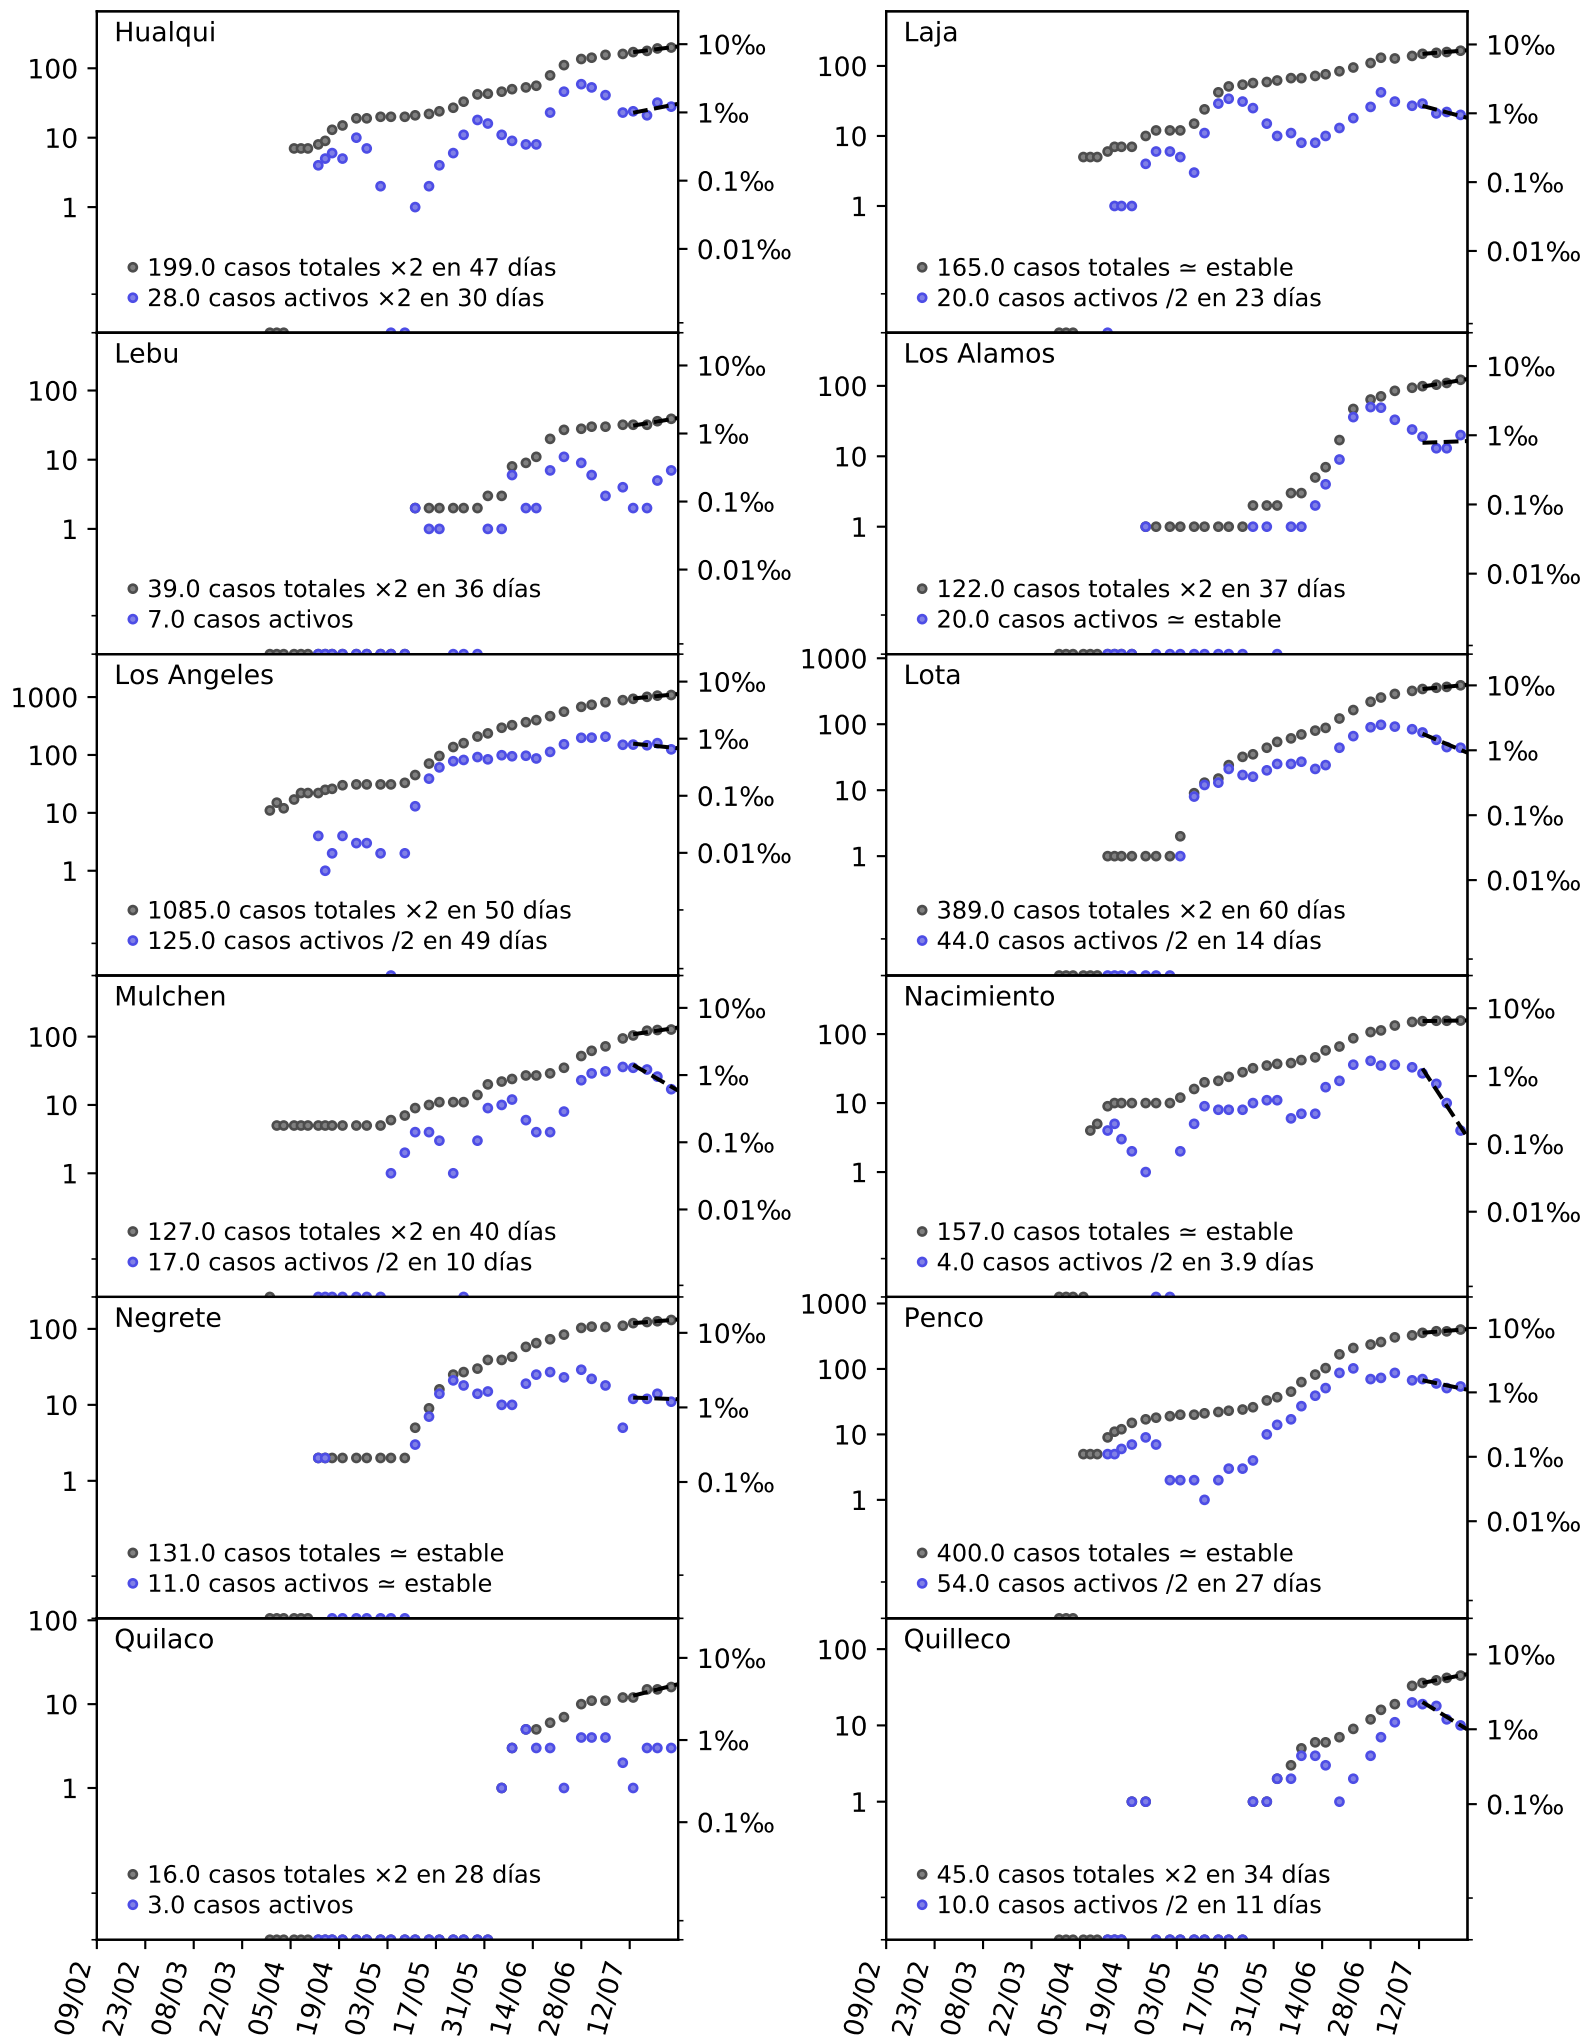 Hualqui
100
10
1
10‰
1‰
0.1‰
0.01‰
199.0 casos totales ×2 en 47 días
28.0 casos activos ×2 en 30 días
Laja
100
10
1
10‰
1‰
0.1‰
0.01‰
165.0 casos totales ≃ estable
20.0 casos activos /2 en 23 días
Lebu
100
10
1
10‰
1‰
0.1‰
0.01‰
39.0 casos totales ×2 en 36 días
7.0 casos activos
Los Alamos
100
10
1
10‰
1‰
0.1‰
0.01‰
122.0 casos totales ×2 en 37 días
20.0 casos activos ≃ estable
Los Angeles
1000
100
10
1
10‰
1‰
0.1‰
0.01‰
1085.0 casos totales ×2 en 50 días
125.0 casos activos /2 en 49 días
Lota
1000
100
10
1
10‰
1‰
0.1‰
0.01‰
389.0 casos totales ×2 en 60 días
44.0 casos activos /2 en 14 días
Mulchen
100
10
1
10‰
1‰
0.1‰
0.01‰
127.0 casos totales ×2 en 40 días
17.0 casos activos /2 en 10 días
Nacimiento
100
10
1
10‰
1‰
0.1‰
0.01‰
157.0 casos totales ≃ estable
4.0 casos activos /2 en 3.9 días
Negrete
100
10
1
10‰
1‰
0.1‰
131.0 casos totales ≃ estable
11.0 casos activos ≃ estable
Penco
1000
100
10
1
10‰
1‰
0.1‰
0.01‰
400.0 casos totales ≃ estable
54.0 casos activos /2 en 27 días
Quilaco
100
10
1
10‰
1‰
0.1‰
16.0 casos totales ×2 en 28 días
3.0 casos activos
Quilleco
100
10
1
10‰
1‰
0.1‰
45.0 casos totales ×2 en 34 días
10.0 casos activos /2 en 11 días
09/02 23/02 08/03 22/03 05/04 19/04 03/05 17/05 31/05 14/06 28/06 12/07
09/02 23/02 08/03 22/03 05/04 19/04 03/05 17/05 31/05 14/06 28/06 12/07